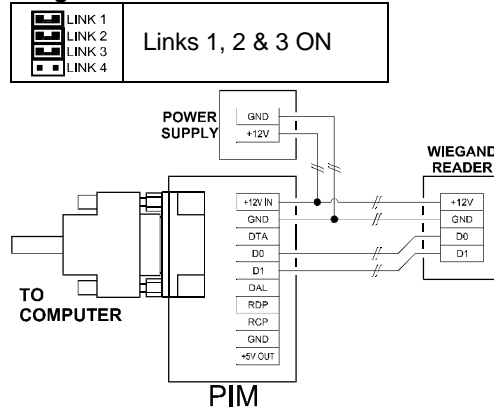 LINK 1
LINK 2
LINK 3
LINK 4
Links 1, 2 & 3 ON
POWER
SUPPLY
GND
+12V
WIEGAND
READER
+12V IN
GND
DTA
D0
D1
DAL
RDP
RCP
GND
+5V OUT
+12V
GND
D0
D1
TO
COMPUTER
PIM